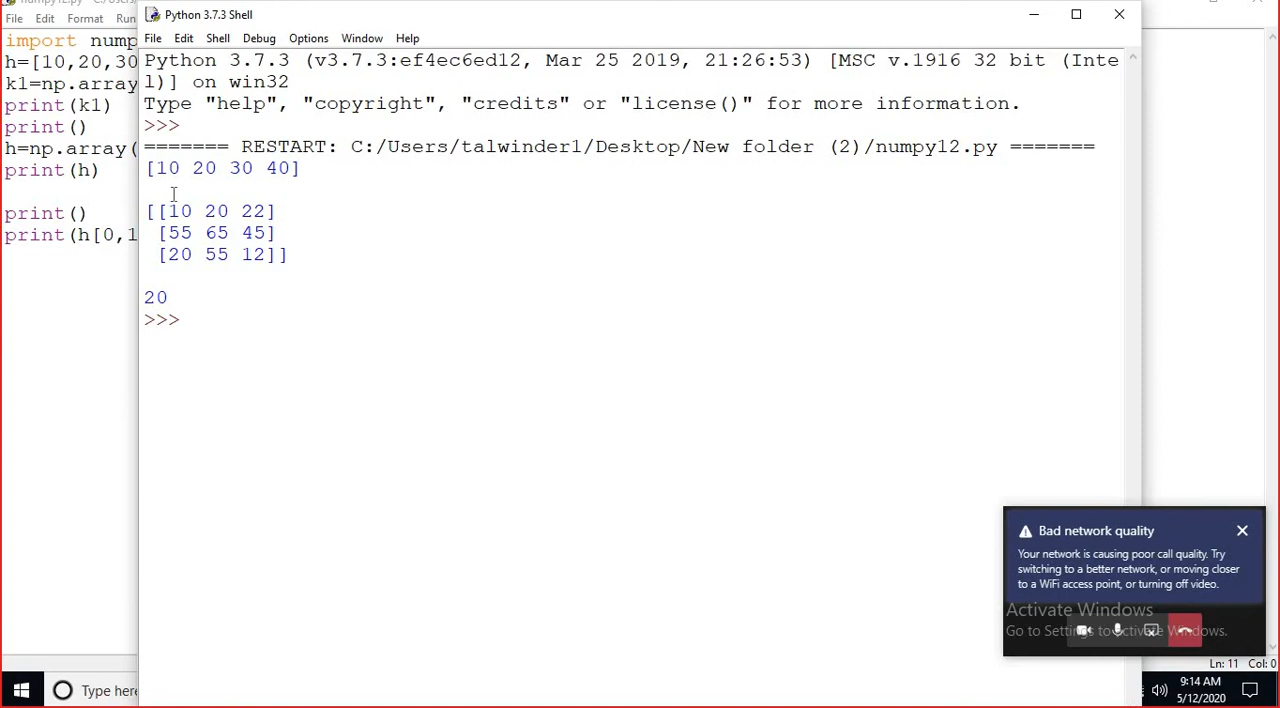 numpy12.py - C:/Users/
File Edit Format Run
import nump
h=[10,20,30
k1=np.array
print(k1)
print()
h=np.array(
print(h)
print()
print(h[0,1
Python 3.7.3 Shell
File Edit Shell Debug Options Window Help
Python 3.7.3 (v3.7.3:ef4ec6ed12, Mar 25 2019, 21:26:53) [MSC v.1916 32 bit (Inte
l)] on win32
Type "help", "copyright", "credits" or "license()" for more information.
>>>
======= RESTART: C:/Users/talwinder1/Desktop/New folder (2)/numpy12.py =======
[10 20 30 40]
[[10 20 22]
[55 65 45]
[20 55 12]]
20
>>>
Bad network quality
Your network is causing poor call quality. Try
switching to a better network, or moving closer
to a WiFi access point, or turning off video.
Activate Windows
Go to Settings to activate Windows.
Ln: 11 Col: 0
Type here
9:14 AM
5/12/2020